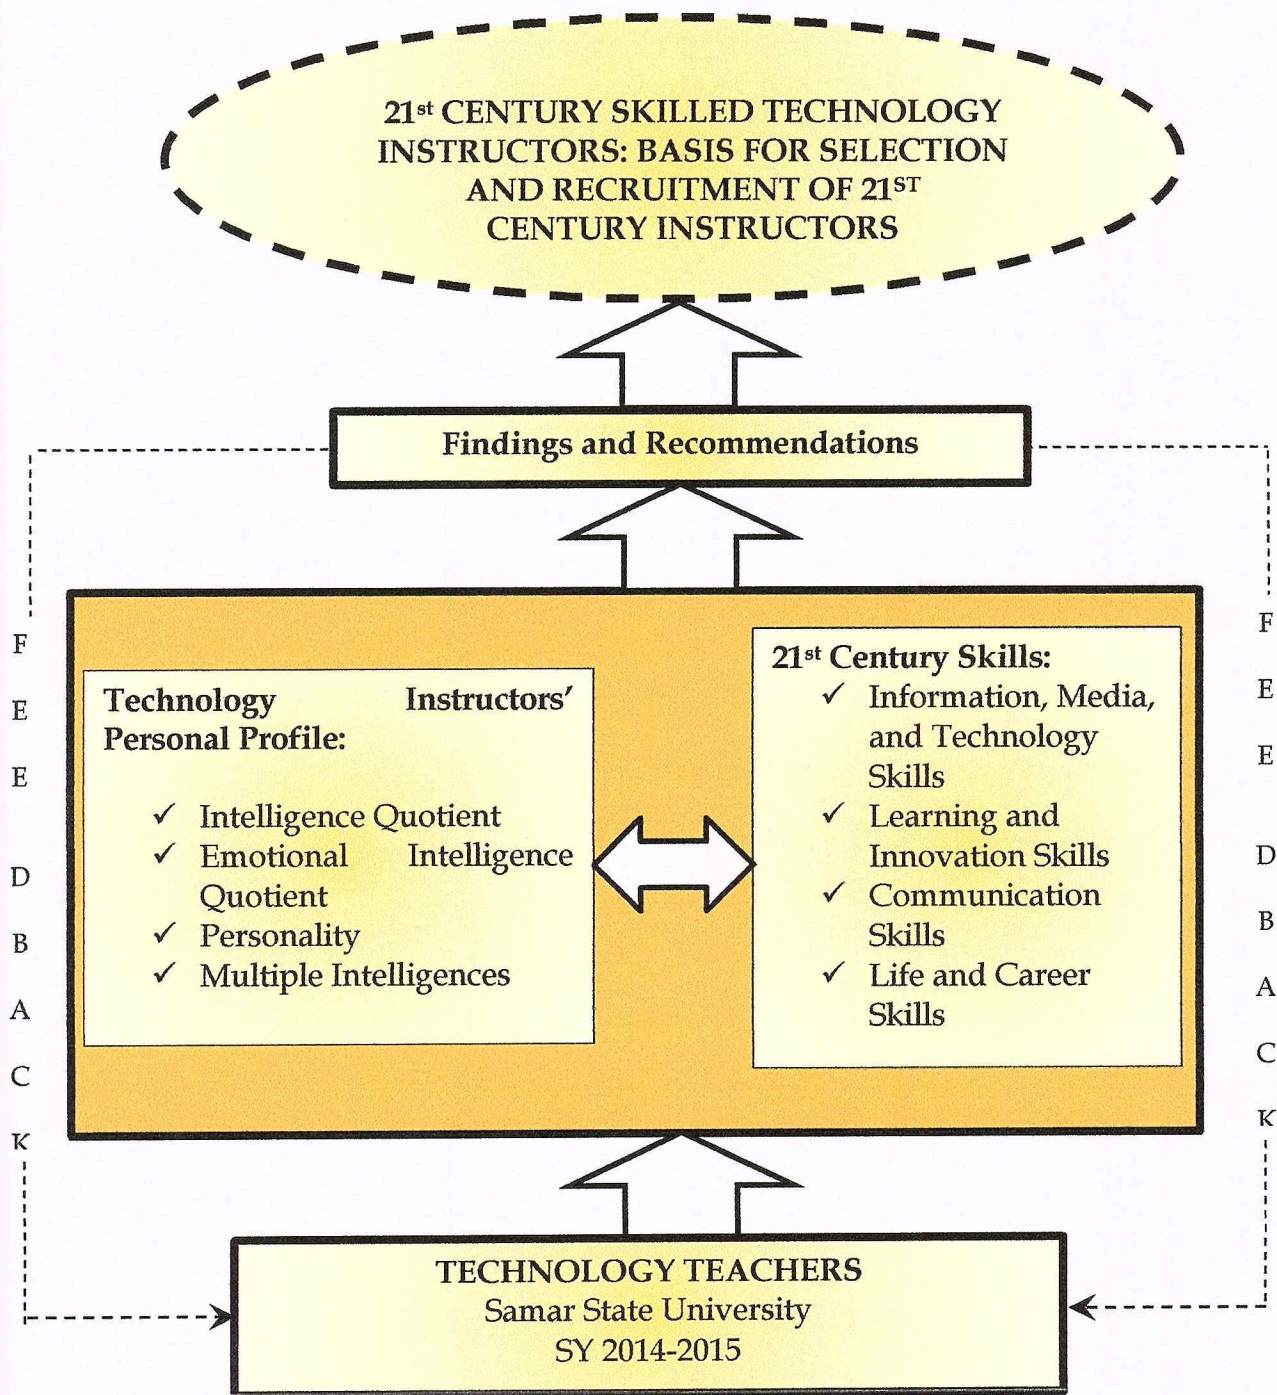 21st CENTURY SKILLED TECHNOLOGY
INSTRUCTORS: BASIS FOR SELECTION
AND RECRUITMENT OF 21ST
CENTURY INSTRUCTORS
Findings and Recommendations
F
E
E
D
B
A
C
K
Technology Instructors'
Personal Profile:
✓ Intelligence Quotient
✓ Emotional Intelligence
Quotient
✓ Personality
✓ Multiple Intelligences
21st Century Skills:
✓ Information, Media,
and Technology
Skills
✓ Learning and
Innovation Skills
✓ Communication
Skills
✓ Life and Career
Skills
F
E
E
D
B
A
C
K
TECHNOLOGY TEACHERS
Samar State University
SY 2014-2015